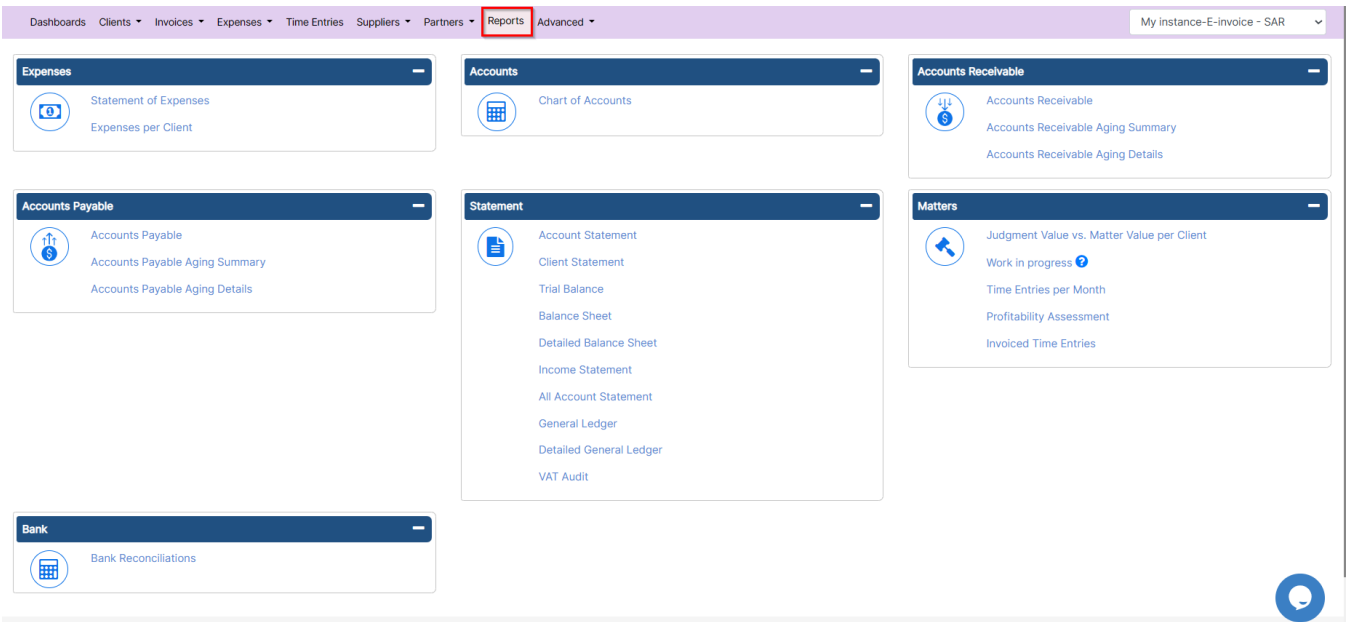 Dashboards Clients Invoices Expenses Time Entries Suppliers Partners Reports Advanced My instance-E-invoice - SAR
Expenses
Statement of Expenses
Expenses per Client
Accounts
Chart of Accounts
Accounts Receivable
Accounts Receivable
Accounts Receivable Aging Summary
Accounts Receivable Aging Details
Accounts Payable
Accounts Payable
Accounts Payable Aging Summary
Accounts Payable Aging Details
Statement
Account Statement
Client Statement
Trial Balance
Balance Sheet
Detailed Balance Sheet
Income Statement
All Account Statement
General Ledger
Detailed General Ledger
VAT Audit
Matters
Judgment Value vs. Matter Value per Client
Work in progress ?
Time Entries per Month
Profitability Assessment
Invoiced Time Entries
Bank
Bank Reconciliations